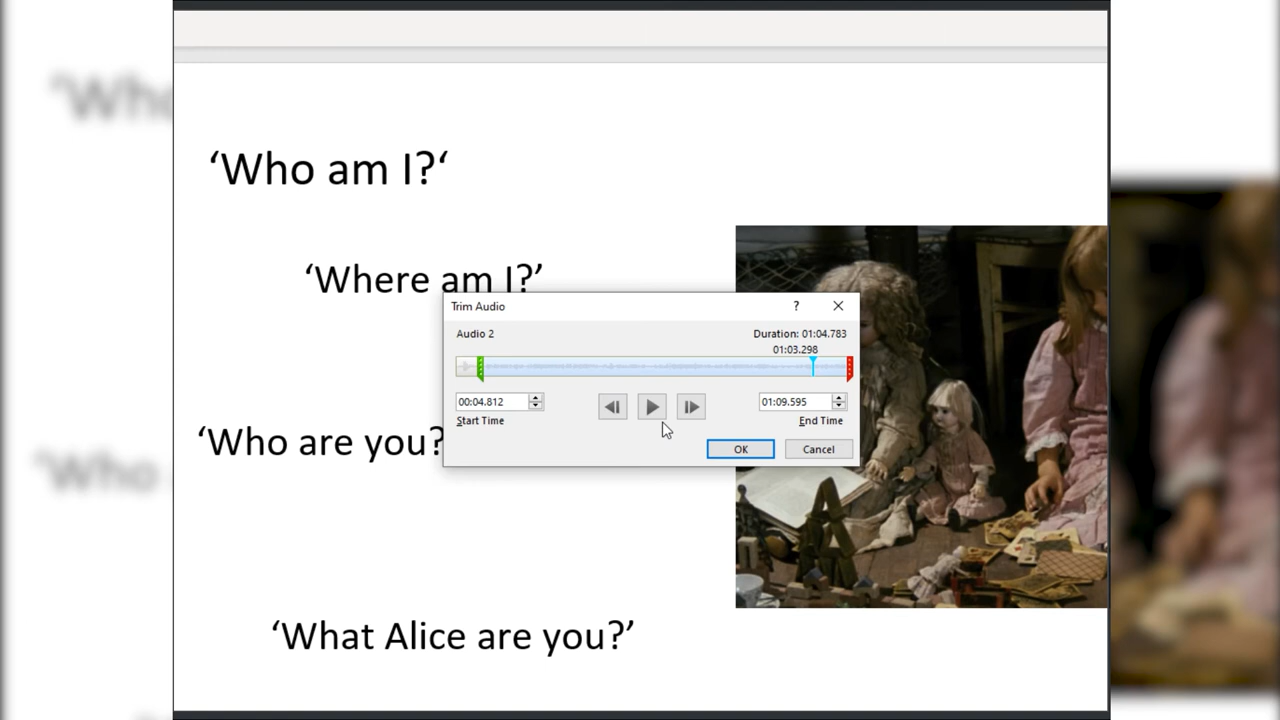 ‘Who am I?‘
‘Where am I?’
Trim Audio ?
Audio 2 Duration: 01:04.783
01:03.298
00:04.812 01:09.595
Start Time End Time
OK Cancel
‘Who are you?
‘What Alice are you?’